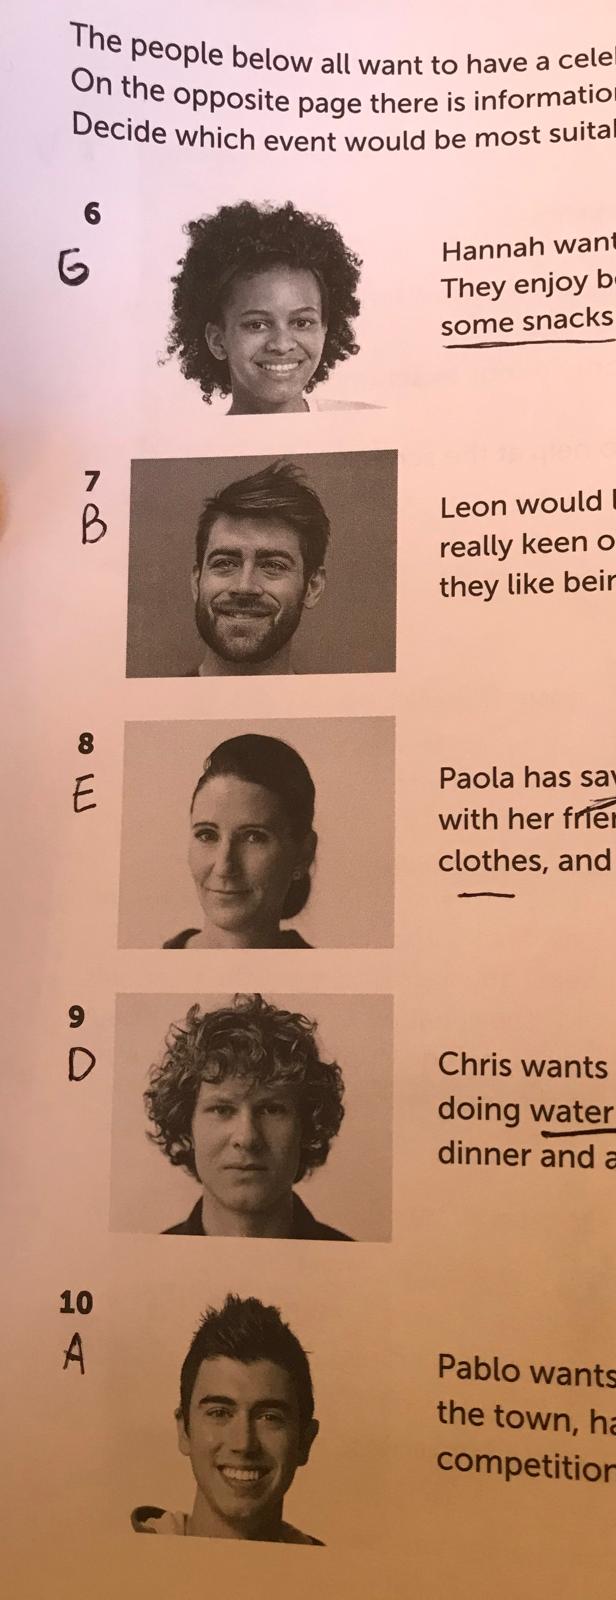 The people below all want to have a cele
On the opposite page there is informatio
Decide which event would be most suita
6
G
Hannah want
They enjoy b
some snacks
7
B
Leon would
really keen o
they like bei
8
E
Paola has sav
with her frie
clothes, and
9
D
Chris wants
doing water
dinner and a
10
A
Pablo wants
the town, ha
competition